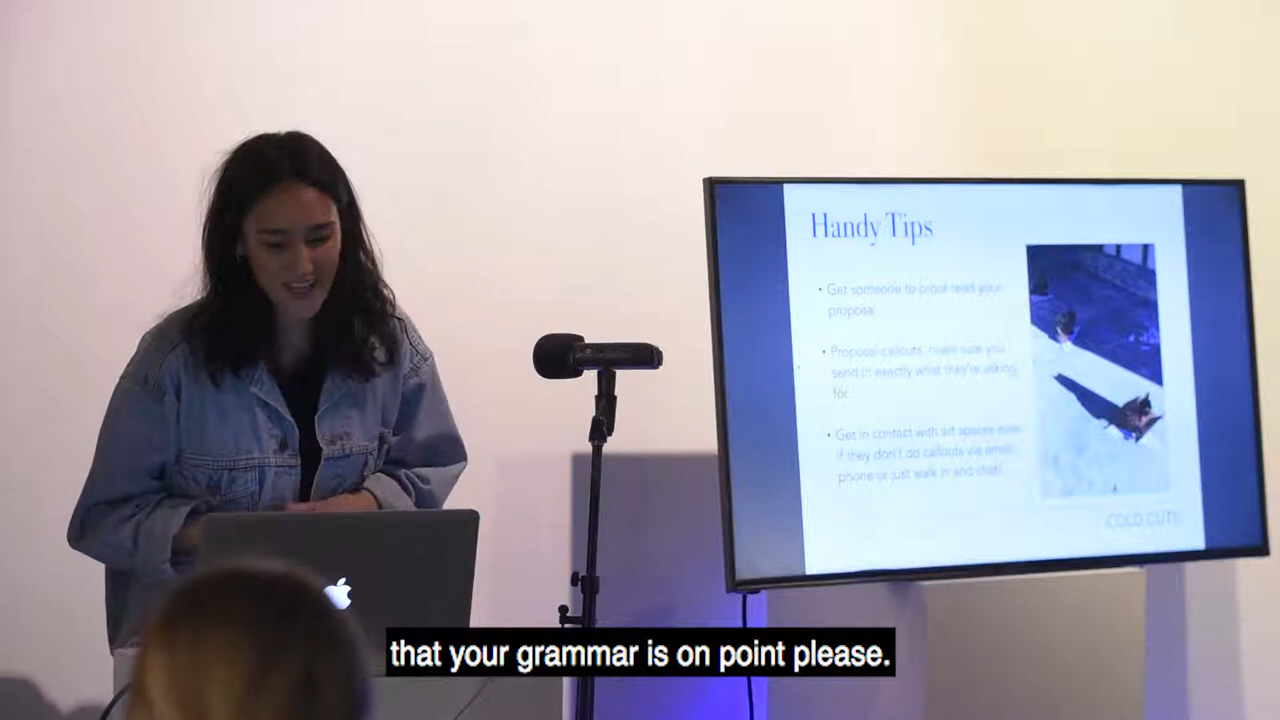 Handy Tips
• Get someone to proof read your
proposal
• Proposal callouts, make sure you
send in exactly what they're asking
for.
• Get in contact with art spaces even
if they don't do callouts via email,
phone or just walk in and chat!
COLD CUTS
that your grammar is on point please.